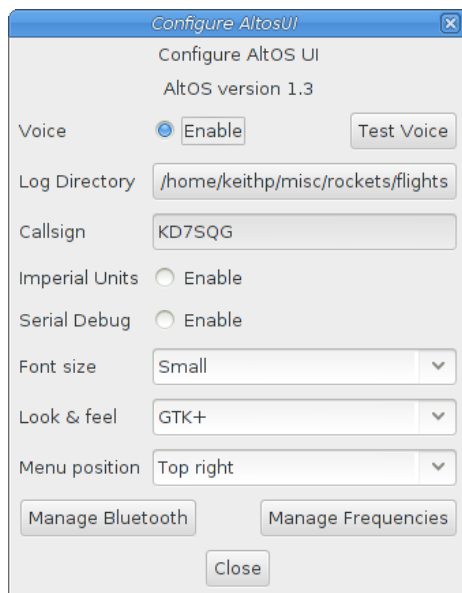 Configure AltosUI
Configure AltOS UI
AltOS version 1.3
Voice Enable Test Voice
Log Directory /home/keithp/misc/rockets/flights
Callsign KD7SQG
Imperial Units Enable
Serial Debug Enable
Font size Small
Look & feel GTK+
Menu position Top right
Manage Bluetooth Manage Frequencies
Close